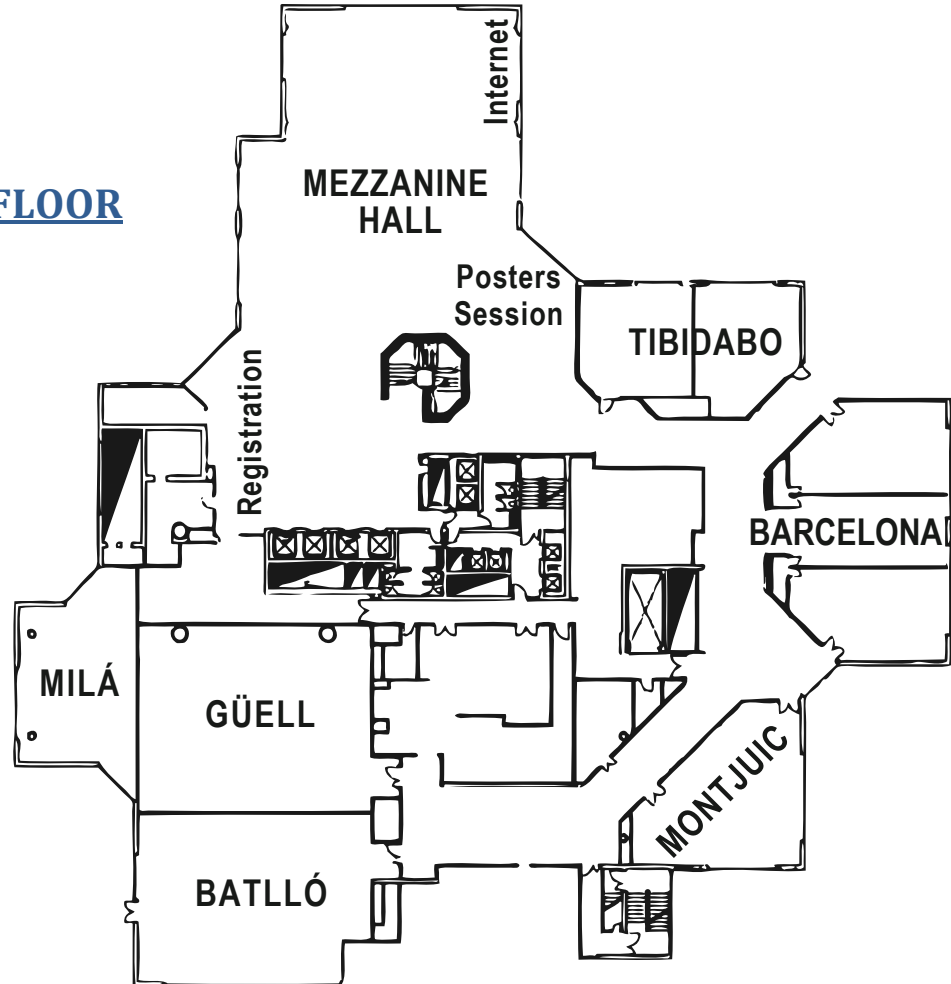 Internet
FLOOR
MEZZANINE
HALL
Posters
Session
TIBIDABO
Registration
BARCELONA
MILÁ
GÜELL
MONTJUIC
BATLLÓ